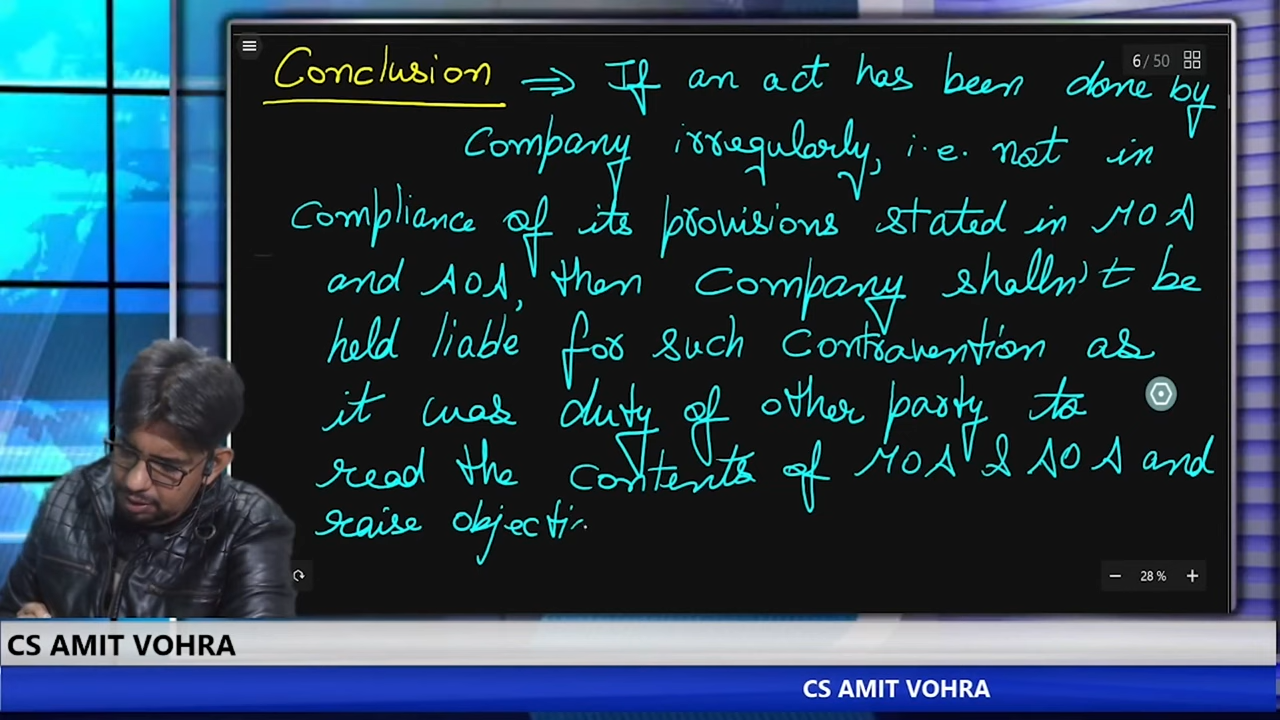 6 / 50
Conclusion ⇒ If an act has been done by
Company irregularly, i.e. not in
Compliance of its provisions stated in MOA
and AOA, then Company shalln't be
held liable for such Contravention as
it was duty of other party to
read the contents of MOA & AOA and
raise objecti
28 %
CS AMIT VOHRA
CS AMIT VOHRA